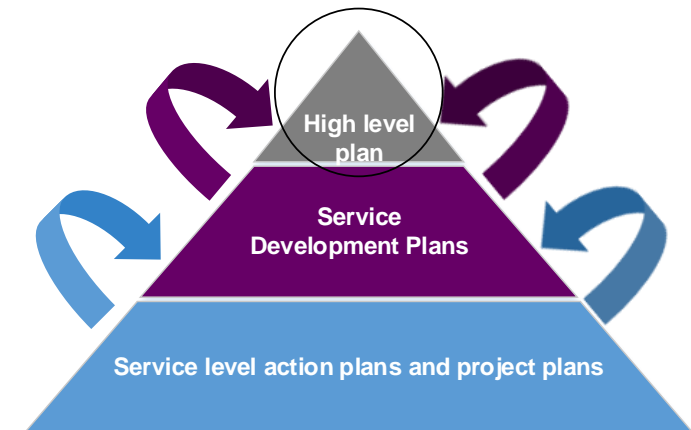 High level
plan
Service
Development Plans
Service level action plans and project plans